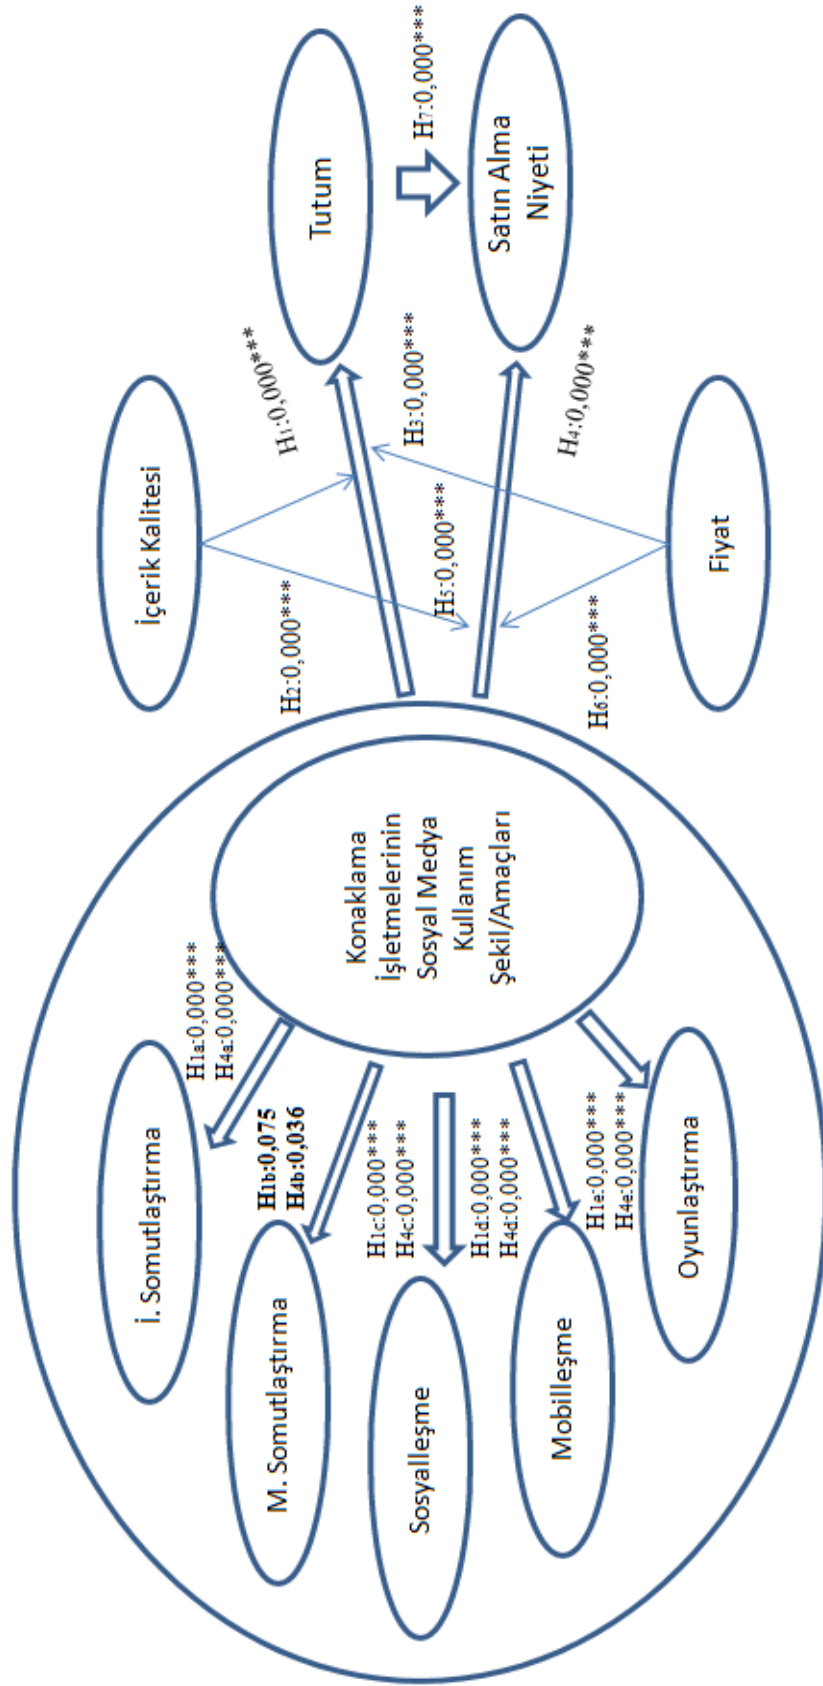 İ. Somutlaştırma
M. Somutlaştırma
Sosyalleşme
Mobilleşme
Oyunlaştırma
H1a:0,000***
H4a:0,000***
H1b:0,075
H4b:0,036
H1c:0,000***
H4c:0,000***
H1d:0,000***
H4d:0,000***
H1e:0,000***
H4e:0,000***
Konaklama
İşletmelerinin
Sosyal Medya
Kullanım
Şekil/Amaçları
İçerik Kalitesi
Fiyat
H2:0,000***
H5:0,000***
H6:0,000***
H1:0,000***
H3:0,000***
H4:0,000***
Tutum
H7:0,000***
Satın Alma
Niyeti